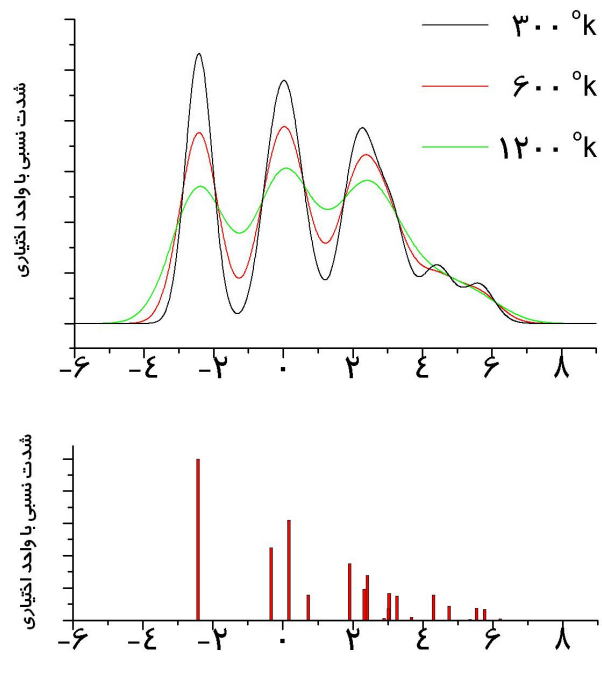 ۳۰۰ °k
۶۰۰ °k
۱۲۰۰ °k
شدت نسبی با واحد اختیاری
-۶ -٤ -۲ ۰ ۲ ٤ ۶ ۸
شدت نسبی با واحد اختیاری
-۶ -٤ -۲ ۰ ۲ ٤ ۶ ۸